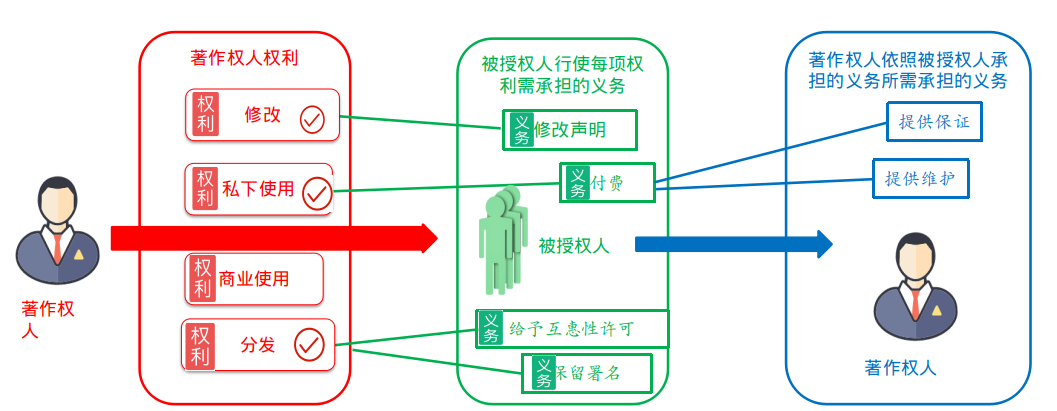 著作权人权利
权利
修改
权利
私下使用
权利
商业使用
权利
分发
著作权
人
被授权人行使每项权
利需承担的义务
义务
修改声明
义务
付费
被授权人
义务
给予互惠性许可
义务
保留署名
著作权人依照被授权人承
担的义务所需承担的义务
提供保证
提供维护
著作权人